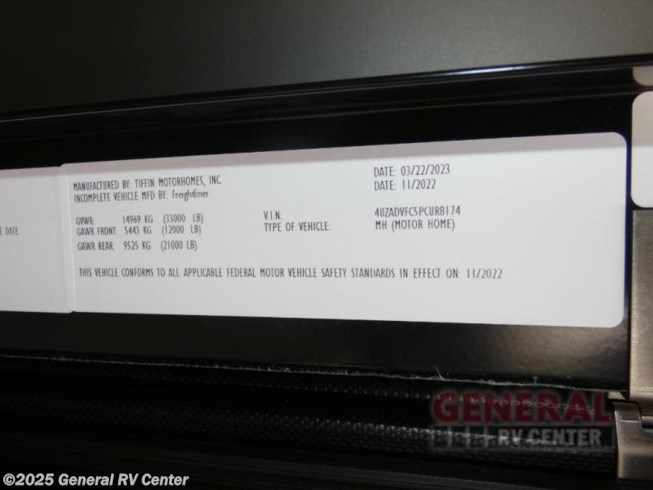 MANUFACTURED BY: TIFFIN MOTORHOMES, INC. DATE: 03/22/2023
INCOMPLETE VEHICLE MFD BY: Freightliner DATE: 11/2022
GVWR: 14969 KG (33000 LB) V.I.N: 4UZADVFC5PCUR8174
GAWR FRONT: 5443 KG (12000 LB) TYPE OF VEHICLE: MH (MOTOR HOME)
E DATE
GAWR REAR: 9525 KG (21000 LB)
THIS VEHICLE CONFORMS TO ALL APPLICABLE FEDERAL MOTOR VEHICLE SAFETY STANDARDS IN EFFECT ON: 11/2022
GENERAL
RV CENTER
©2025 General RV Center